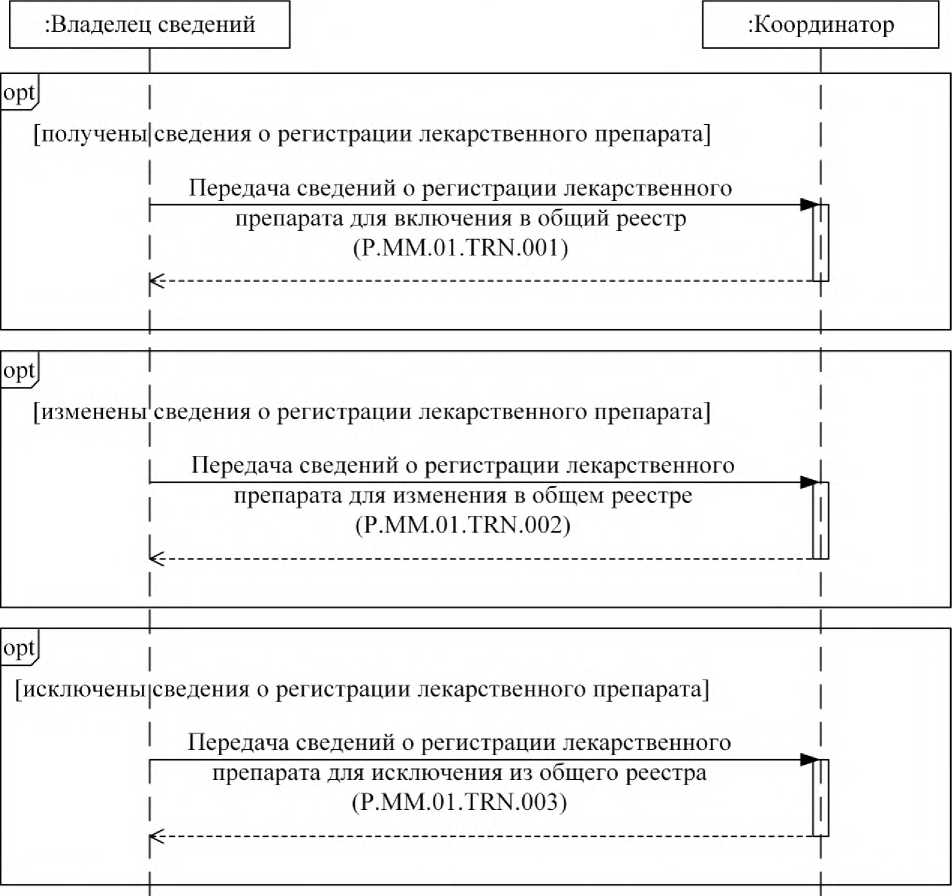 :Владелец сведений
:Координатор
opt
[получены сведения о регистрации лекарственного препарата]
Передача сведений о регистрации лекарственного
препарата для включения в общий реестр
(P.MM.01.TRN.001)
opt
[изменены сведения о регистрации лекарственного препарата]
Передача сведений о регистрации лекарственного
препарата для изменения в общем реестре
(P.MM.01.TRN.002)
opt
[исключены сведения о регистрации лекарственного препарата]
Передача сведений о регистрации лекарственного
препарата для исключения из общего реестра
(P.MM.01.TRN.003)